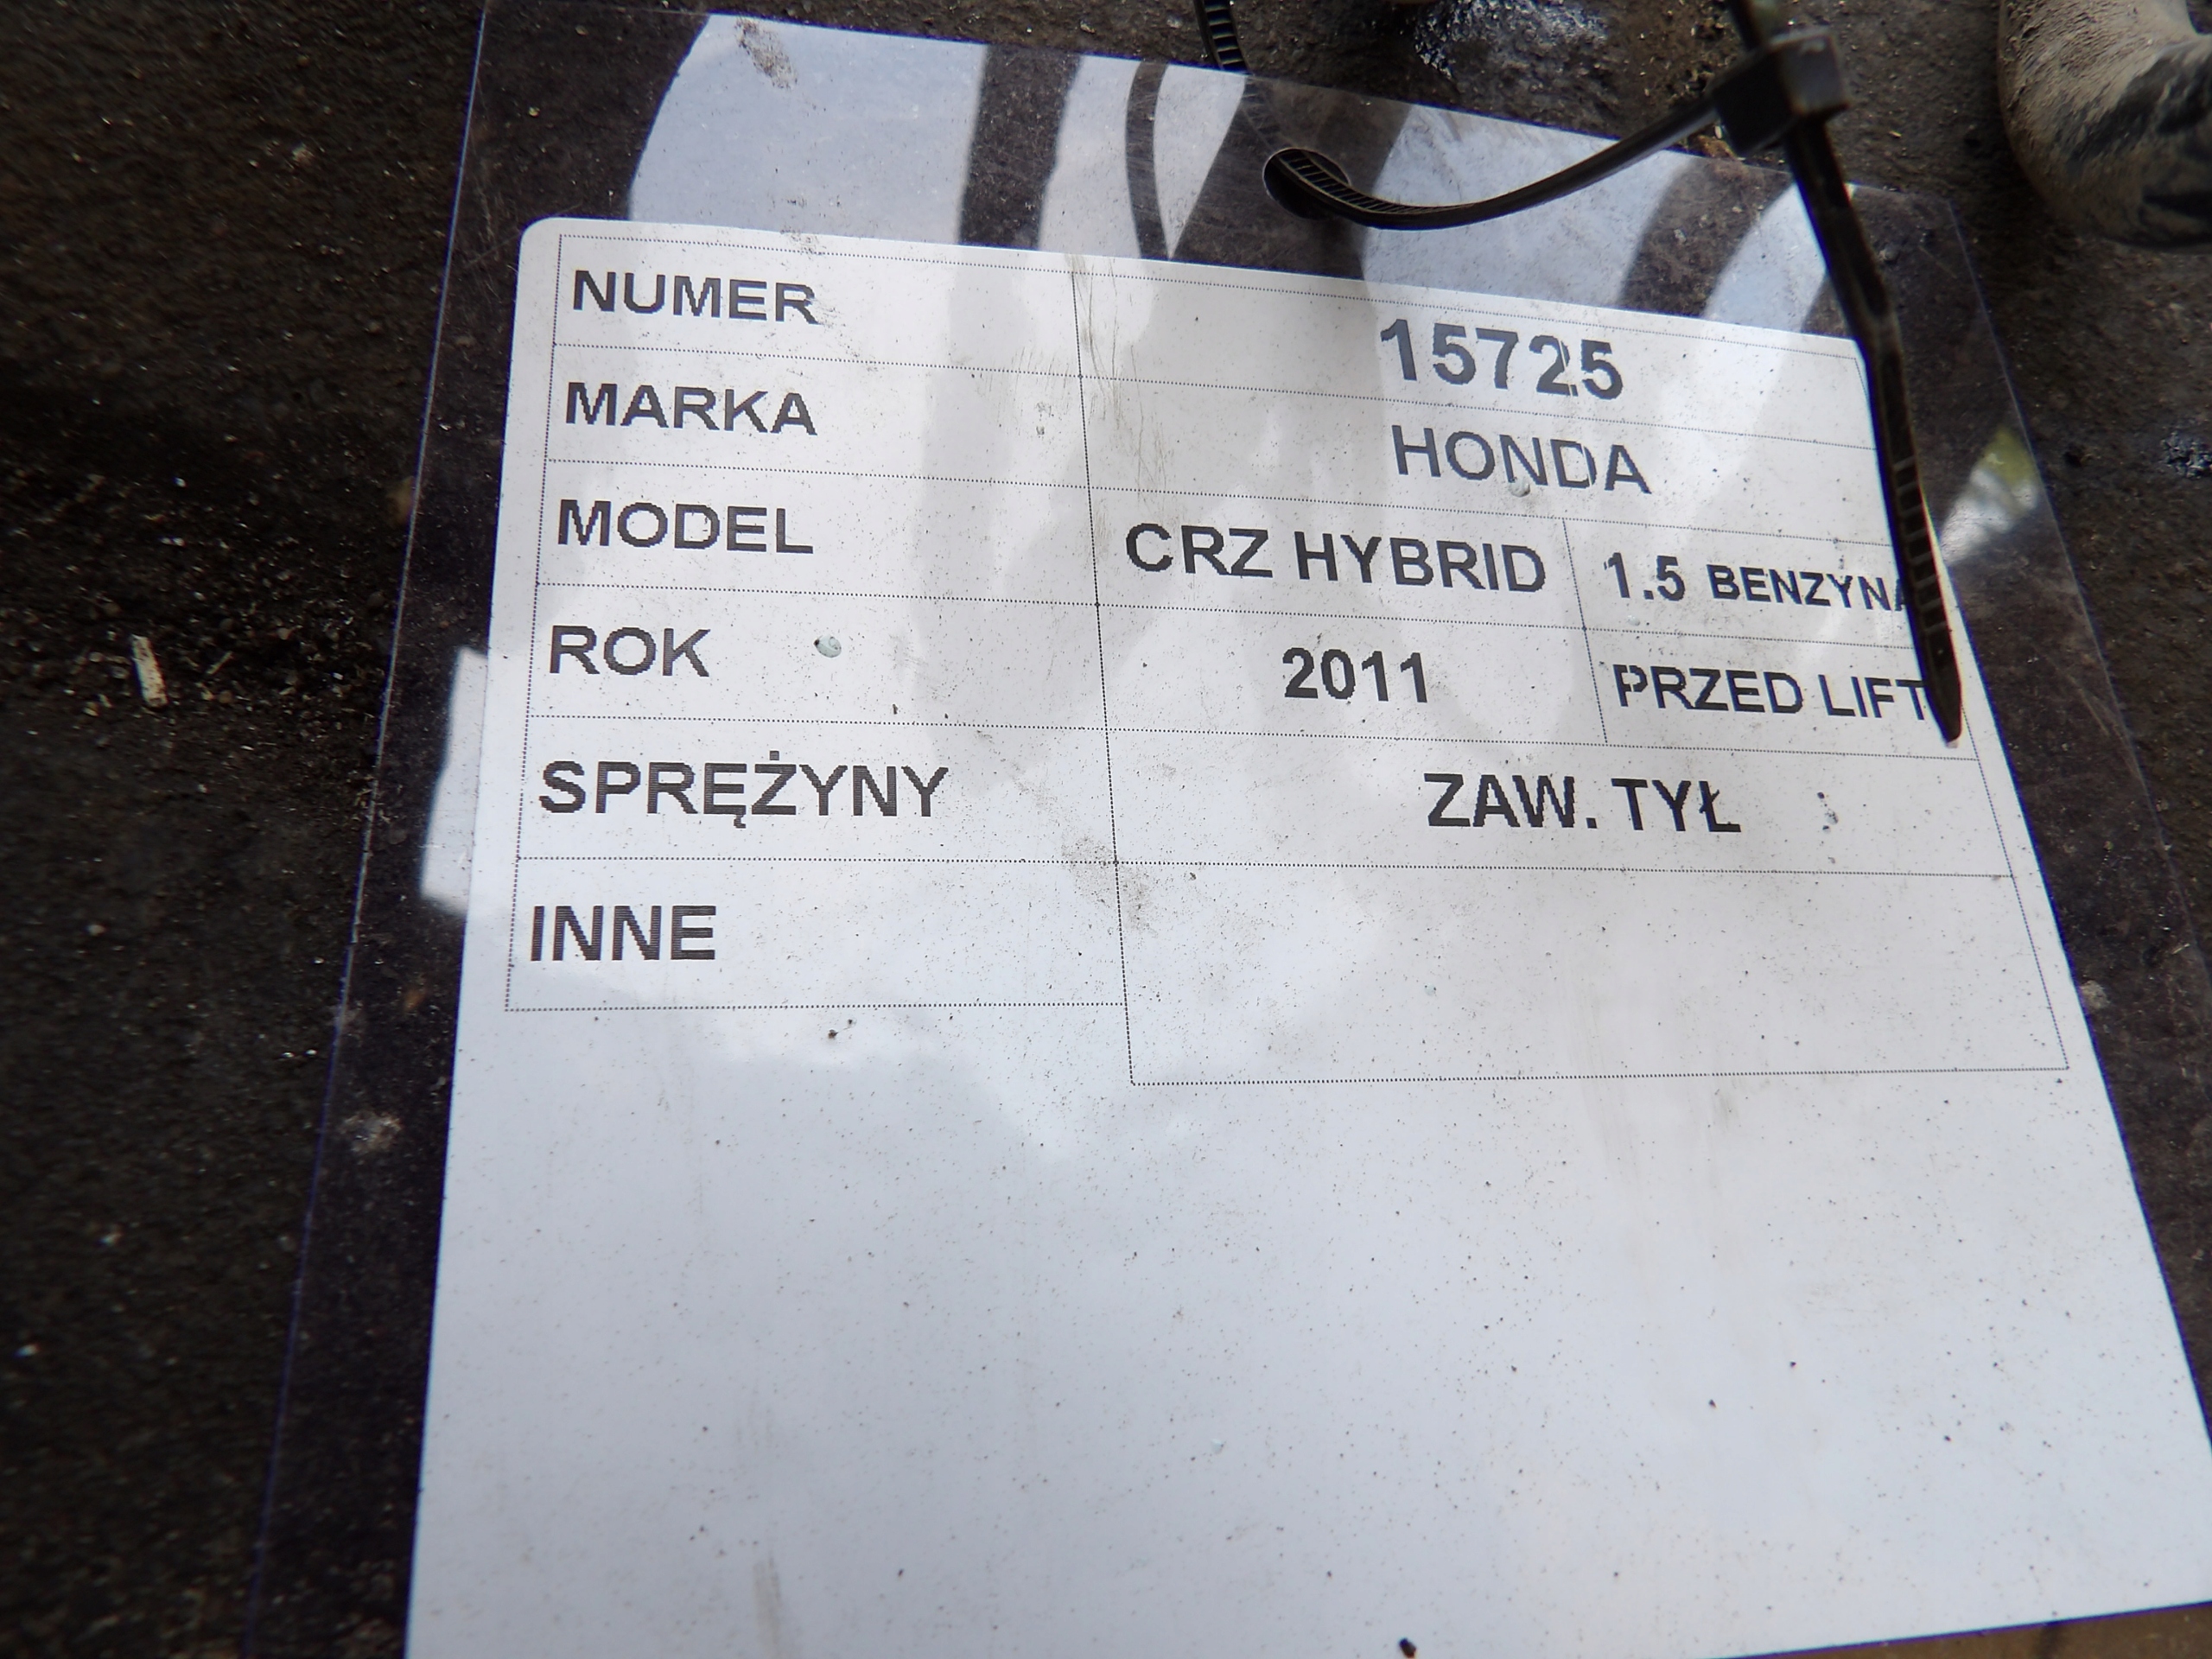 NUMER 15725
MARKA HONDA
MODEL CRZ HYBRID 1.5 BENZYNA
ROK 2011 PRZED LIFT
SPRĘŻYNY ZAW. TYŁ
INNE